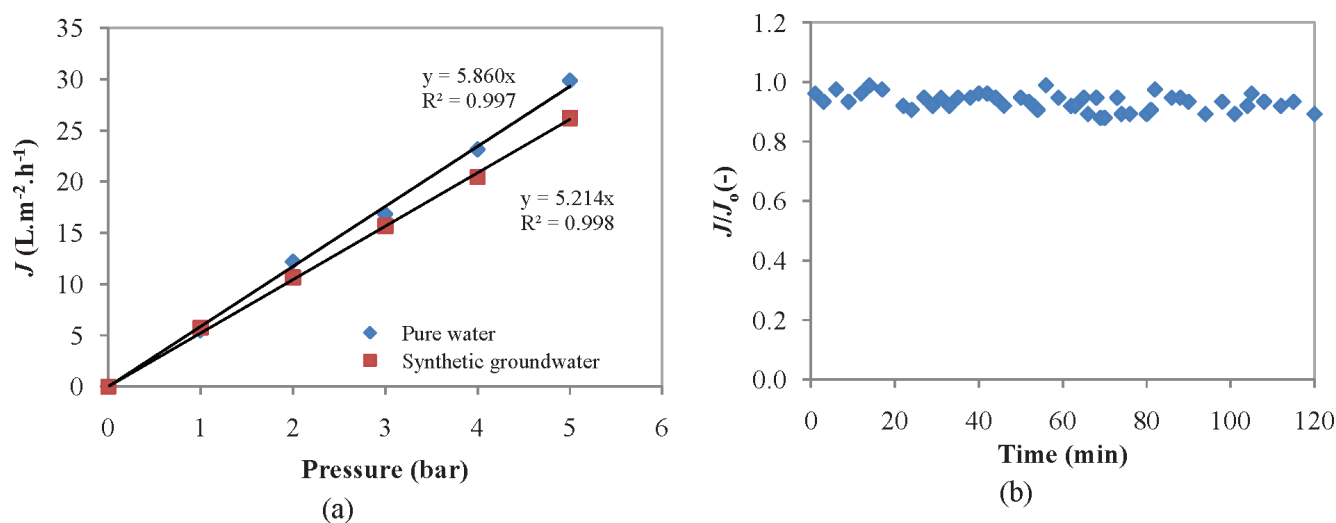 35
30
25
20
15
10
5
0
J (L.m⁻².h⁻¹)
y = 5.860x
R² = 0.997
y = 5.214x
R² = 0.998
Pure water
Synthetic groundwater
0 1 2 3 4 5 6
Pressure (bar)
(a)
1.2
1.0
0.8
0.6
0.4
0.2
0.0
J/Jₒ(-)
0 20 40 60 80 100 120
Time (min)
(b)